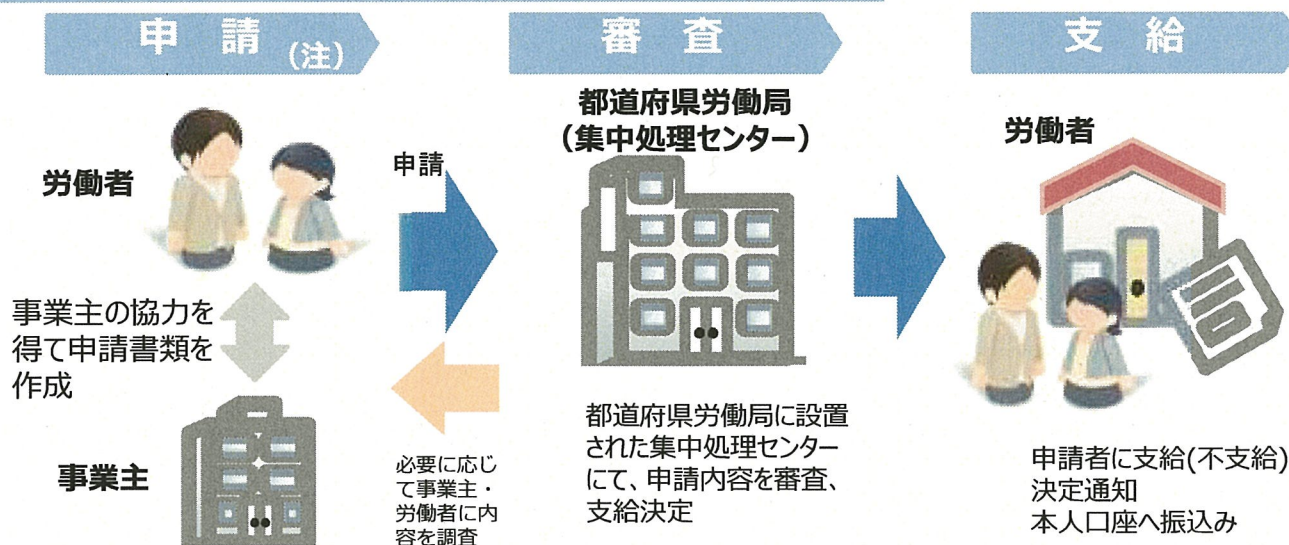 申　請（注）
労働者
事業主の協力を
得て申請書類を
作成
事業主
申請
必要に応じ
て事業主・
労働者に内
容を調査
審　査
都道府県労働局
（集中処理センター）
都道府県労働局に設置
された集中処理センター
にて、申請内容を審査、
支給決定
支　給
労働者
申請者に支給(不支給)
決定通知
本人口座へ振込み